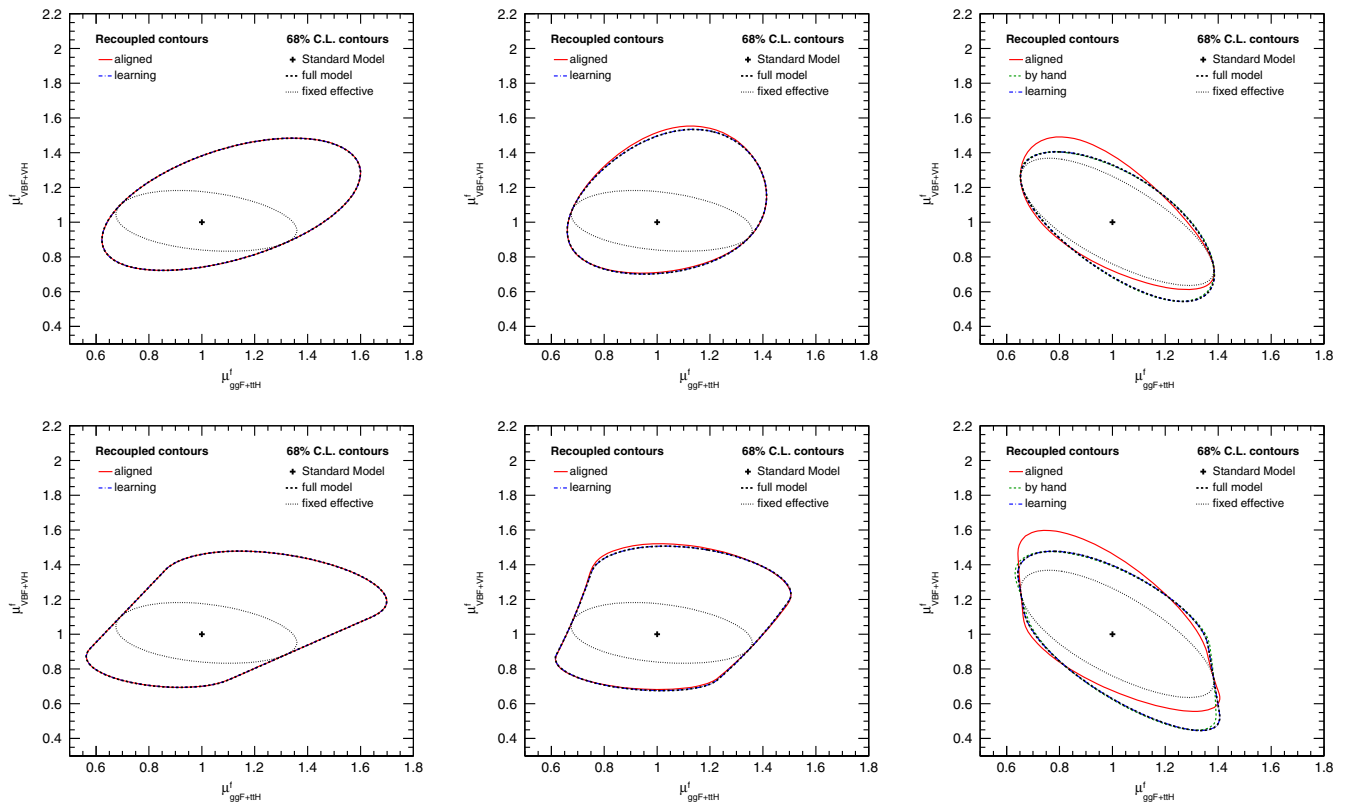 2.2
2
1.8
1.6
1.4
1.2
1
0.8
0.6
0.4
μ^f_VBF+VH
Recoupled contours
aligned
learning
68% C.L. contours
Standard Model
full model
fixed effective
0.6 0.8 1 1.2 1.4 1.6 1.8
μ^f_ggF+ttH
2.2
2
1.8
1.6
1.4
1.2
1
0.8
0.6
0.4
μ^f_VBF+VH
Recoupled contours
aligned
learning
68% C.L. contours
Standard Model
full model
fixed effective
0.6 0.8 1 1.2 1.4 1.6 1.8
μ^f_ggF+ttH
2.2
2
1.8
1.6
1.4
1.2
1
0.8
0.6
0.4
μ^f_VBF+VH
Recoupled contours
aligned
by hand
learning
68% C.L. contours
Standard Model
full model
fixed effective
0.6 0.8 1 1.2 1.4 1.6 1.8
μ^f_ggF+ttH
2.2
2
1.8
1.6
1.4
1.2
1
0.8
0.6
0.4
μ^f_VBF+VH
Recoupled contours
aligned
learning
68% C.L. contours
Standard Model
full model
fixed effective
0.6 0.8 1 1.2 1.4 1.6 1.8
μ^f_ggF+ttH
2.2
2
1.8
1.6
1.4
1.2
1
0.8
0.6
0.4
μ^f_VBF+VH
Recoupled contours
aligned
learning
68% C.L. contours
Standard Model
full model
fixed effective
0.6 0.8 1 1.2 1.4 1.6 1.8
μ^f_ggF+ttH
2.2
2
1.8
1.6
1.4
1.2
1
0.8
0.6
0.4
μ^f_VBF+VH
Recoupled contours
aligned
by hand
learning
68% C.L. contours
Standard Model
full model
fixed effective
0.6 0.8 1 1.2 1.4 1.6 1.8
μ^f_ggF+ttH